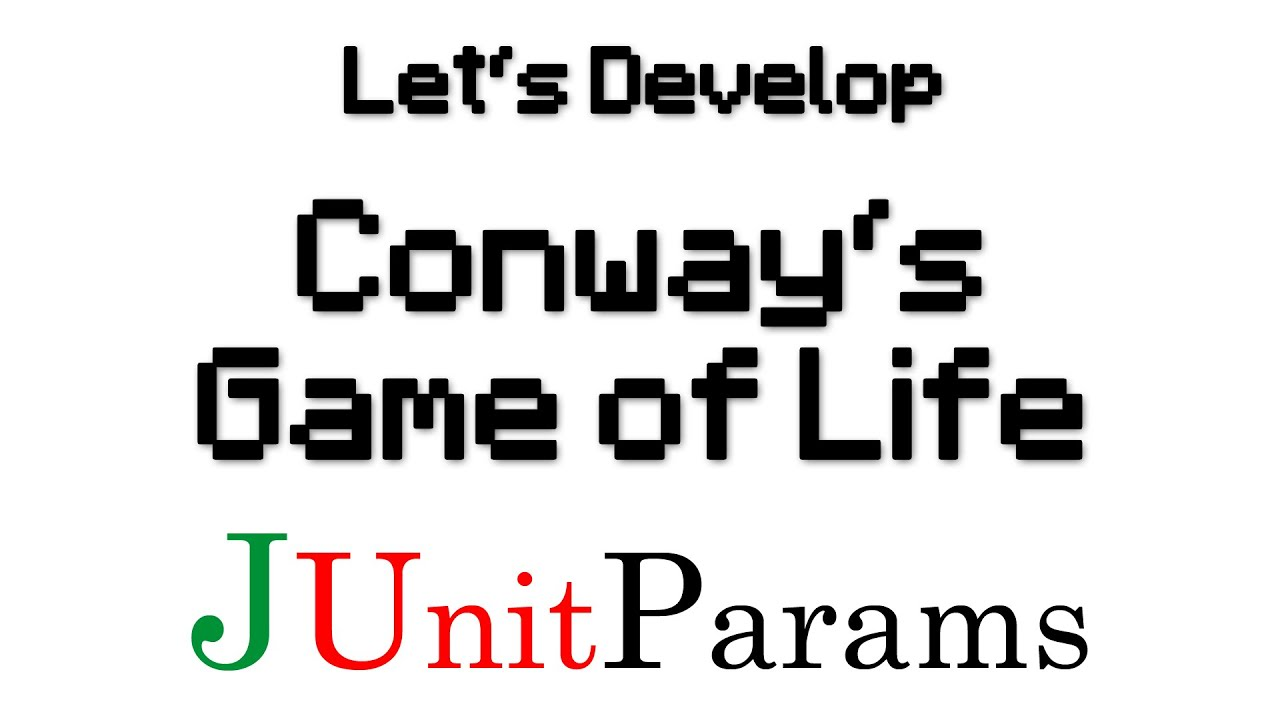 Let's Develop
Conway's
Game of Life
JUnitParams